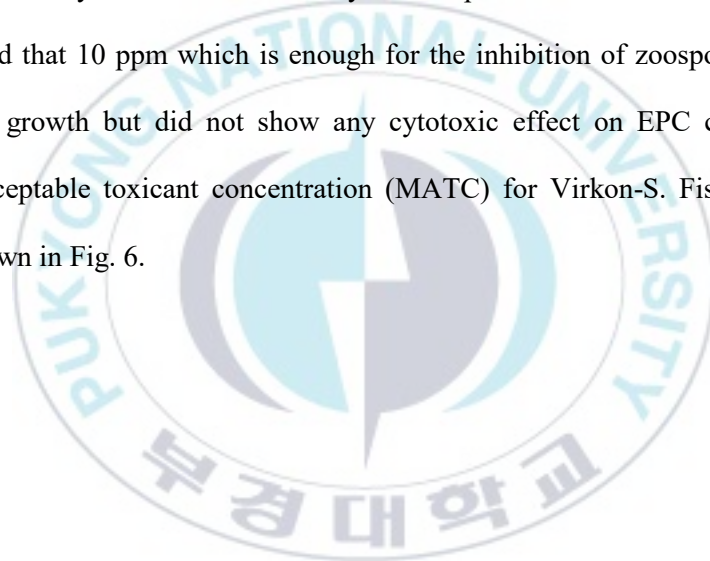 d that 10 ppm which is enough for the inhibition of zoospo
growth but did not show any cytotoxic effect on EPC c
ceptable toxicant concentration (MATC) for Virkon-S. Fis
wn in Fig. 6.
PUKYONG NATIONAL UNIVERSITY
부경대학교